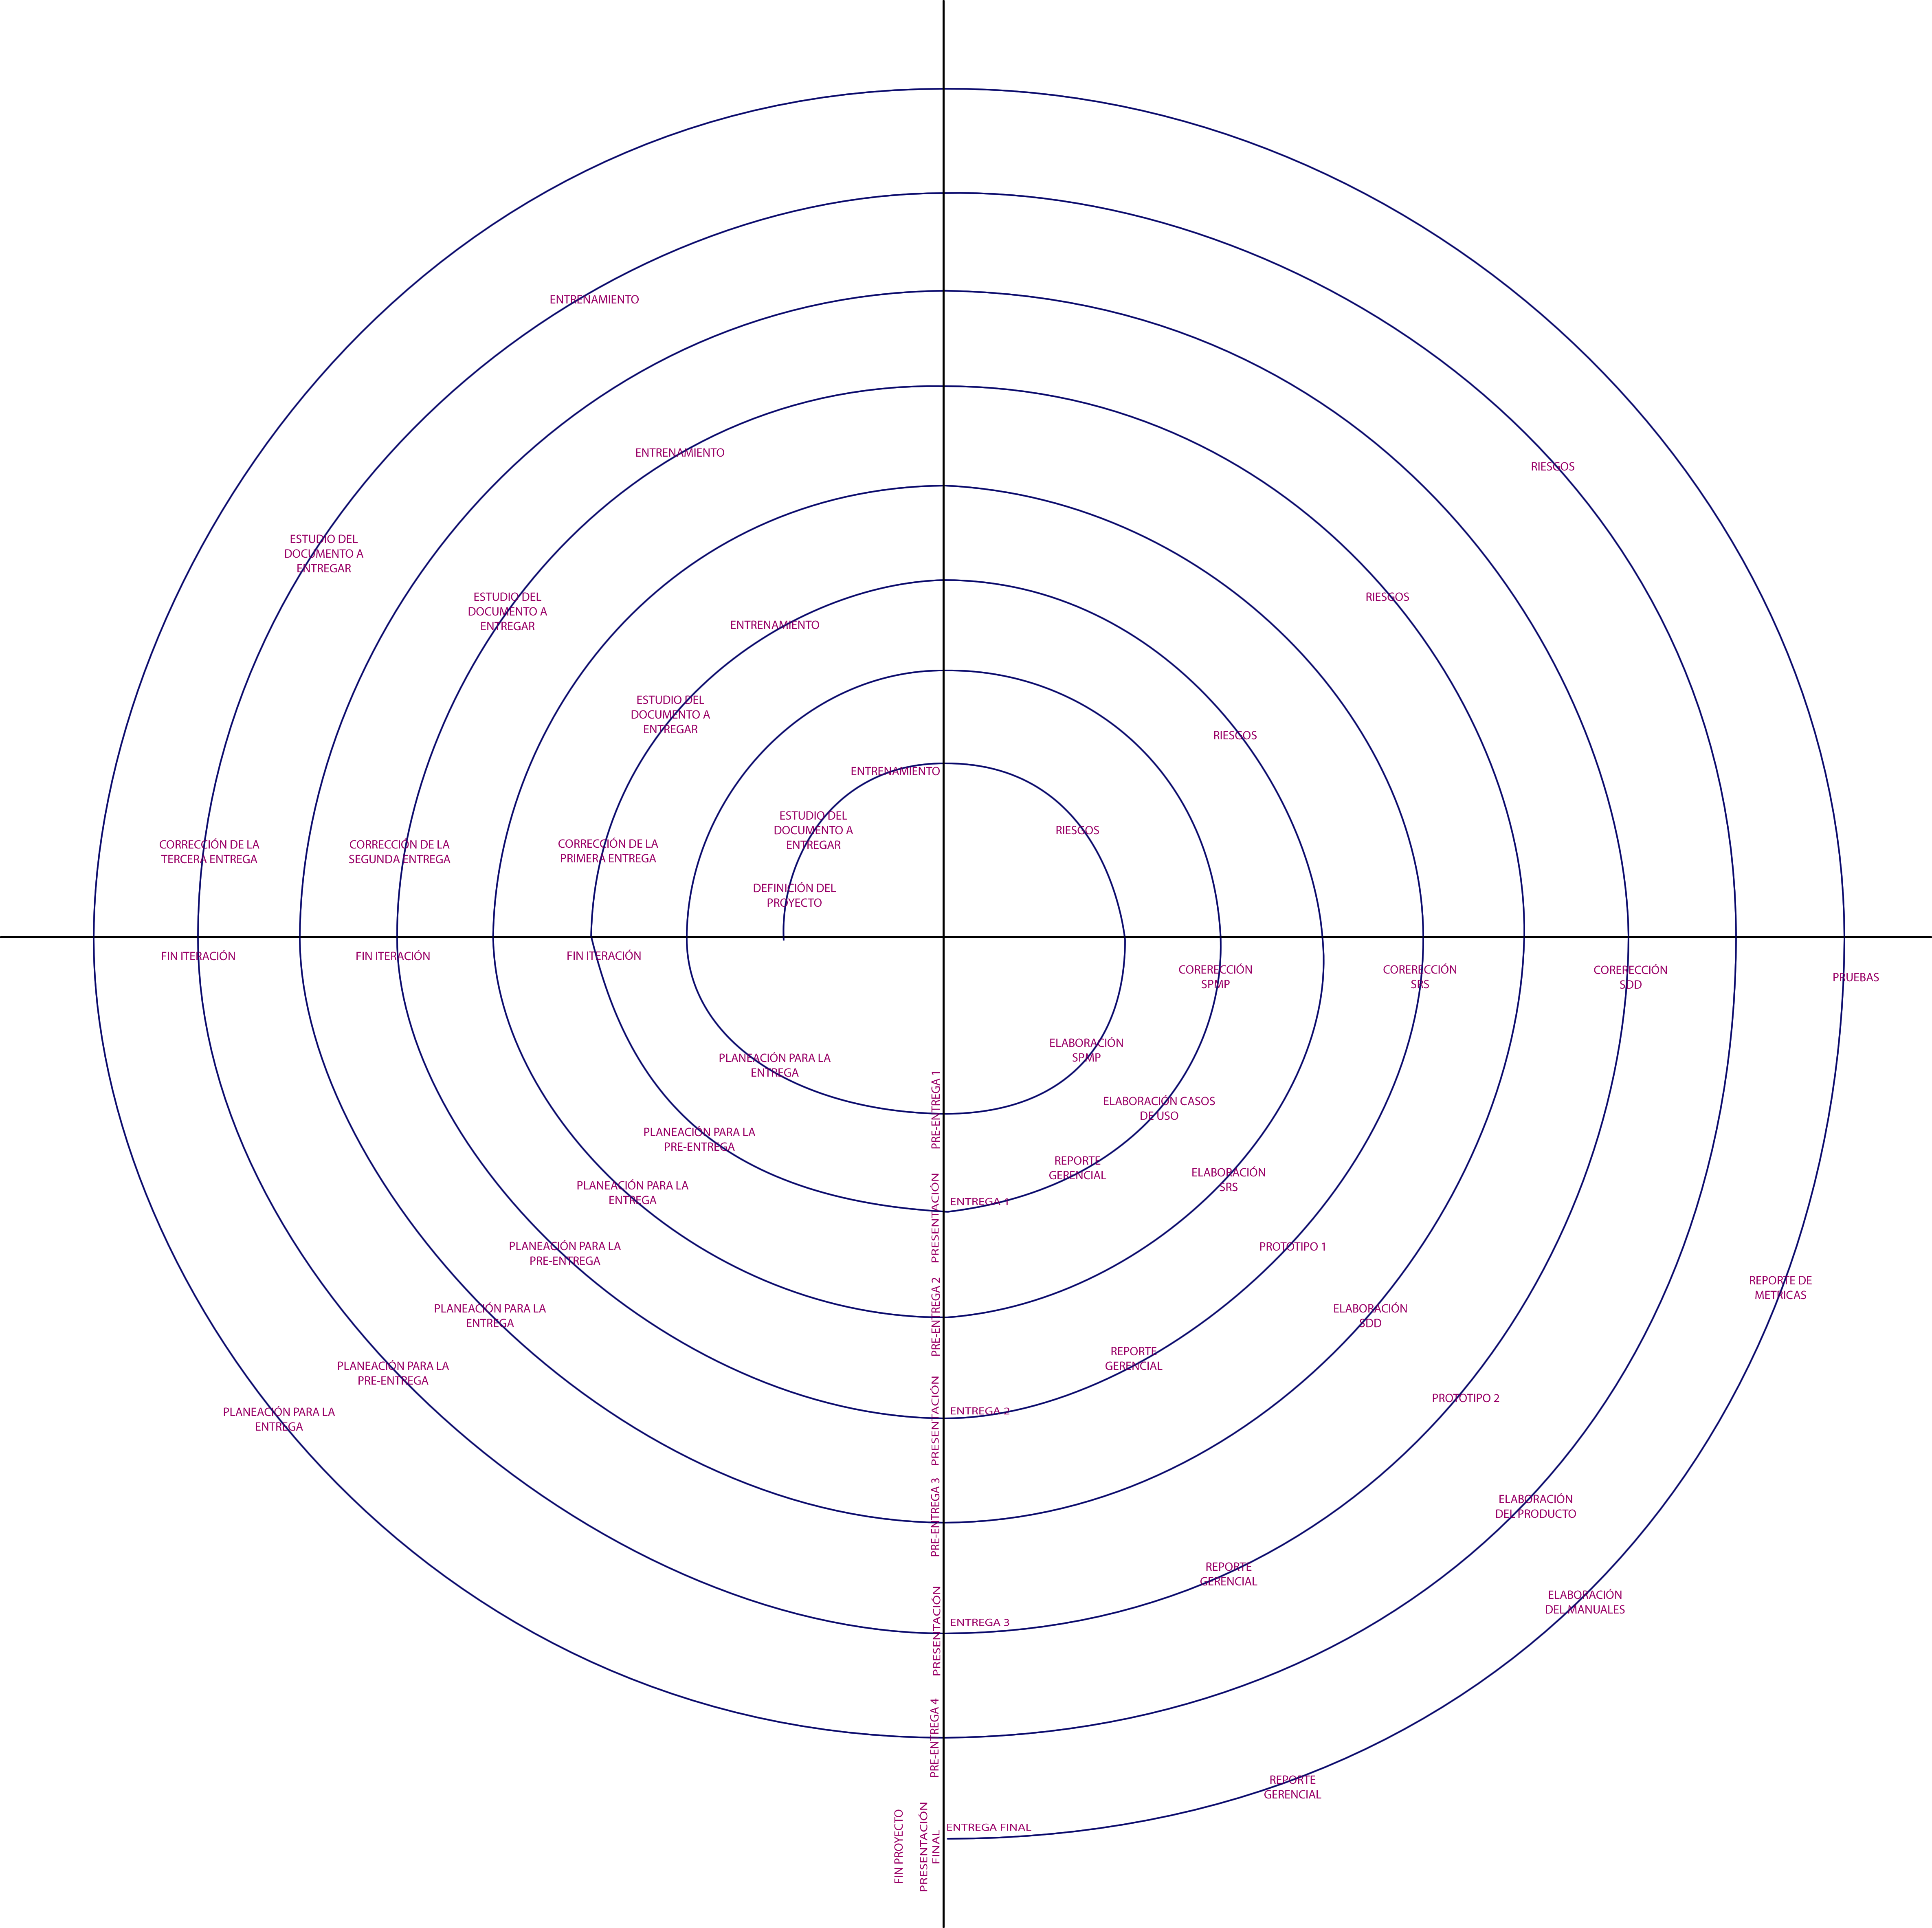 ENTRENAMIENTO
RIESGOS
ESTUDIO DEL
DOCUMENTO A
ENTREGAR
ENTRENAMIENTO
ESTUDIO DEL
DOCUMENTO A
ENTREGAR
RIESGOS
ENTRENAMIENTO
ESTUDIO DEL
DOCUMENTO A
ENTREGAR
RIESGOS
ENTRENAMIENTO
ESTUDIO DEL
DOCUMENTO A
ENTREGAR
RIESGOS
CORRECCIÓN DE LA
TERCERA ENTREGA
CORRECCIÓN DE LA
SEGUNDA ENTREGA
CORRECCIÓN DE LA
PRIMERA ENTREGA
DEFINICIÓN DEL
PROYECTO
FIN ITERACIÓN
FIN ITERACIÓN
FIN ITERACIÓN
CORERECCIÓN
SPMP
CORERECCIÓN
SRS
CORERECCIÓN
SDD
PRUEBAS
PLANEACIÓN PARA LA
ENTREGA
ELABORACIÓN
SPMP
PRE-ENTREGA 1
ELABORACIÓN CASOS
DE USO
PLANEACIÓN PARA LA
PRE-ENTREGA
REPORTE
GERENCIAL
PLANEACIÓN PARA LA
ENTREGA
PRESENTACIÓN
ENTREGA 1
ELABORACIÓN
SRS
PLANEACIÓN PARA LA
PRE-ENTREGA
PRE-ENTREGA 2
PROTOTIPO 1
REPORTE DE
METRICAS
PLANEACIÓN PARA LA
ENTREGA
ELABORACIÓN
SDD
PLANEACIÓN PARA LA
PRE-ENTREGA
REPORTE
GERENCIAL
PRESENTACIÓN
ENTREGA 2
PROTOTIPO 2
PLANEACIÓN PARA LA
ENTREGA
PRE-ENTREGA 3
ELABORACIÓN
DEL PRODUCTO
REPORTE
GERENCIAL
PRESENTACIÓN
ENTREGA 3
ELABORACIÓN
DEL MANUALES
PRE-ENTREGA 4
REPORTE
GERENCIAL
FIN PROYECTO
PRESENTACIÓN
FINAL
ENTREGA FINAL